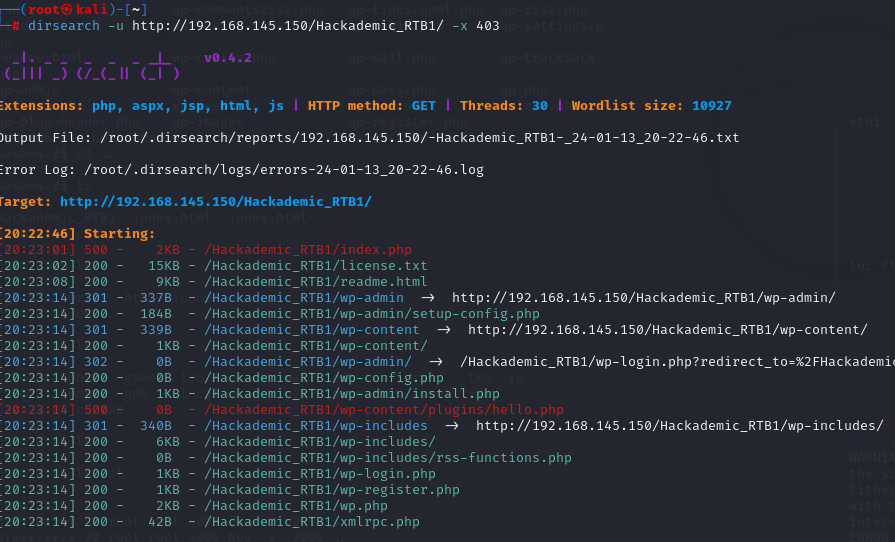 (root㉿kali)-[~]
# dirsearch -u http://192.168.145.150/Hackademic_RTB1/ -x 403
_|. _ _  _  _  _ _|_    v0.4.2
(_||| _) (/_(_|| (_| )
Extensions: php, aspx, jsp, html, js | HTTP method: GET | Threads: 30 | Wordlist size: 10927
Output File: /root/.dirsearch/reports/192.168.145.150/-Hackademic_RTB1-_24-01-13_20-22-46.txt
Error Log: /root/.dirsearch/logs/errors-24-01-13_20-22-46.log
Target: http://192.168.145.150/Hackademic_RTB1/
[20:22:46] Starting:
[20:23:01] 500 -    2KB - /Hackademic_RTB1/index.php
[20:23:02] 200 -   15KB - /Hackademic_RTB1/license.txt
[20:23:08] 200 -    9KB - /Hackademic_RTB1/readme.html
[20:23:14] 301 -  337B  - /Hackademic_RTB1/wp-admin  ->  http://192.168.145.150/Hackademic_RTB1/wp-admin/
[20:23:14] 200 -  184B  - /Hackademic_RTB1/wp-admin/setup-config.php
[20:23:14] 301 -  339B  - /Hackademic_RTB1/wp-content  ->  http://192.168.145.150/Hackademic_RTB1/wp-content/
[20:23:14] 200 -    1KB - /Hackademic_RTB1/wp-content/
[20:23:14] 302 -    0B  - /Hackademic_RTB1/wp-admin/  ->  /Hackademic_RTB1/wp-login.php?redirect_to=%2FHackademic
[20:23:14] 200 -    0B  - /Hackademic_RTB1/wp-config.php
[20:23:14] 200 -    1KB - /Hackademic_RTB1/wp-admin/install.php
[20:23:14] 500 -    0B  - /Hackademic_RTB1/wp-content/plugins/hello.php
[20:23:14] 301 -  340B  - /Hackademic_RTB1/wp-includes  ->  http://192.168.145.150/Hackademic_RTB1/wp-includes/
[20:23:14] 200 -    6KB - /Hackademic_RTB1/wp-includes/
[20:23:14] 200 -    0B  - /Hackademic_RTB1/wp-includes/rss-functions.php
[20:23:14] 200 -    1KB - /Hackademic_RTB1/wp-login.php
[20:23:14] 200 -    1KB - /Hackademic_RTB1/wp-register.php
[20:23:14] 200 -    2KB - /Hackademic_RTB1/wp.php
[20:23:14] 200 -   42B  - /Hackademic_RTB1/xmlrpc.php